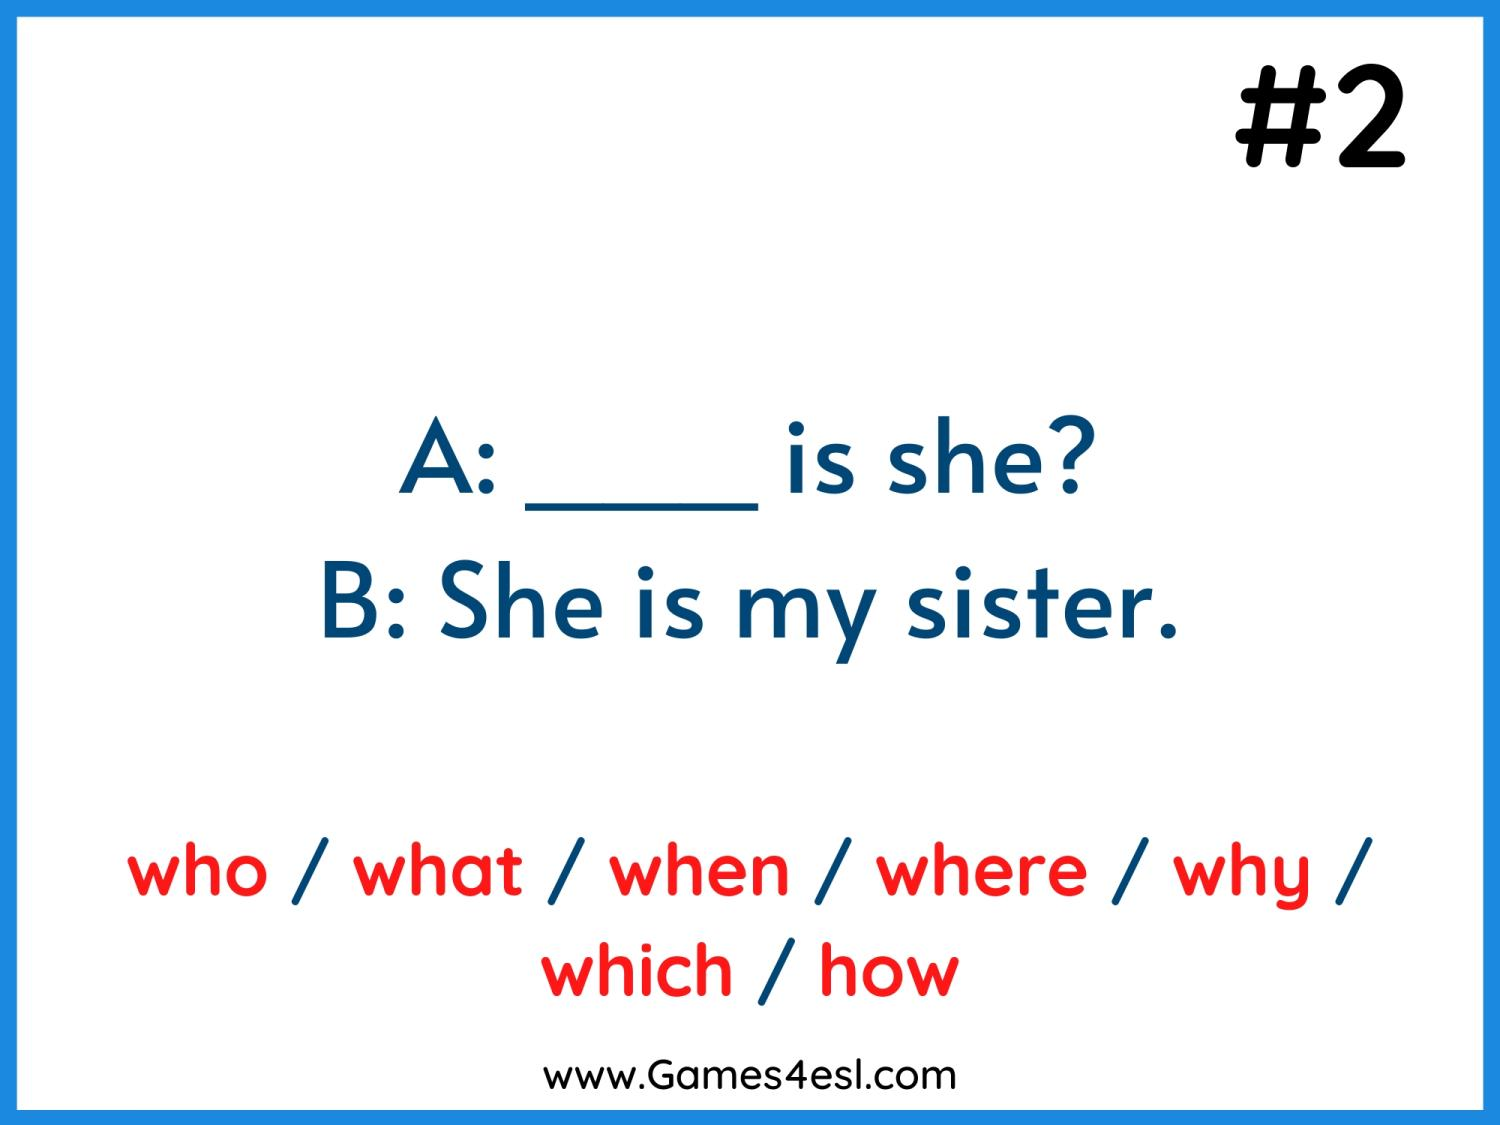 #2
A: _____ is she?
B: She is my sister.
who / what / when / where / why /
which / how
www.Games4esl.com